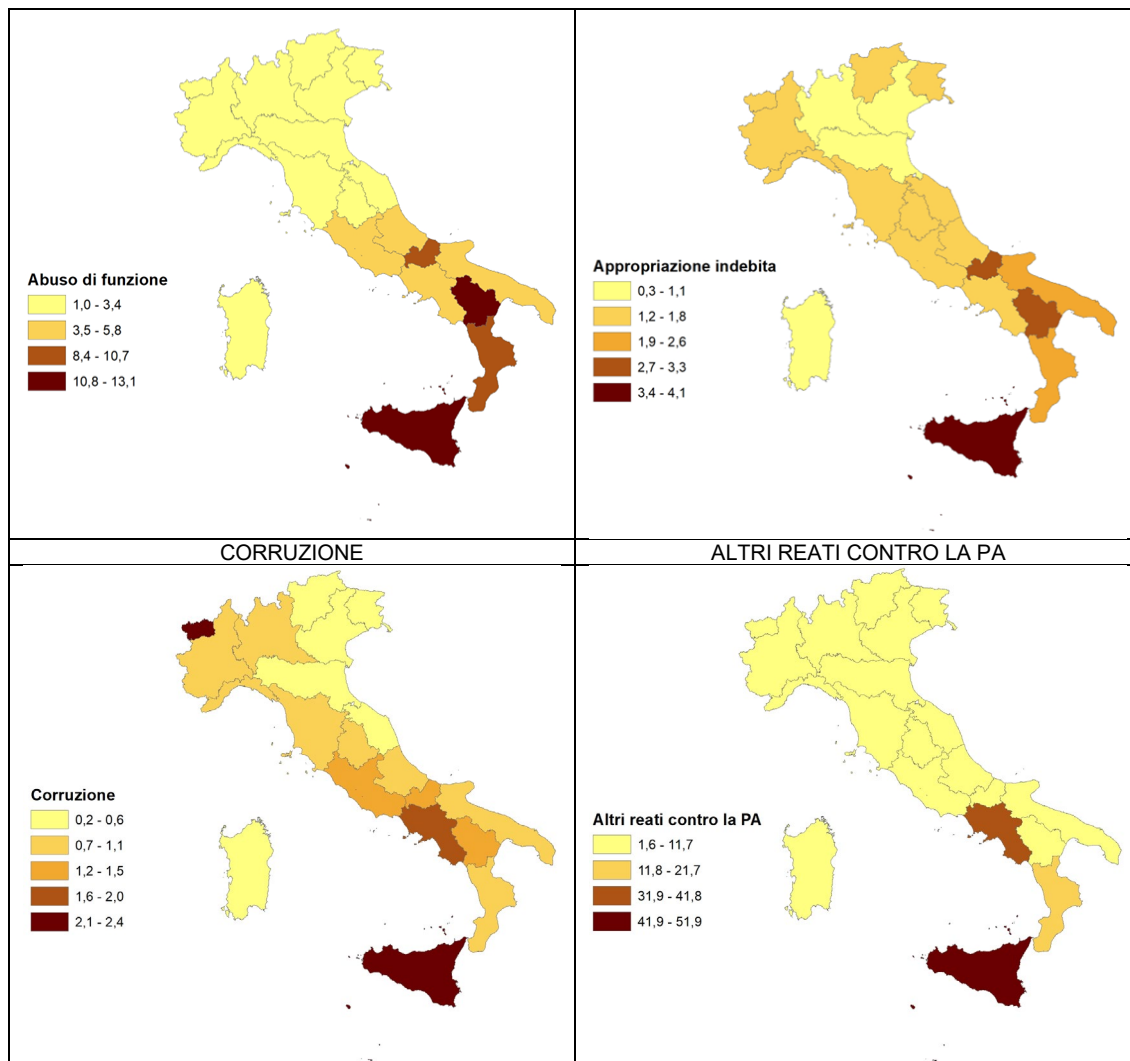 Abuso di funzione
1,0 - 3,4
3,5 - 5,8
8,4 - 10,7
10,8 - 13,1
Appropriazione indebita
0,3 - 1,1
1,2 - 1,8
1,9 - 2,6
2,7 - 3,3
3,4 - 4,1
CORRUZIONE
ALTRI REATI CONTRO LA PA
Corruzione
0,2 - 0,6
0,7 - 1,1
1,2 - 1,5
1,6 - 2,0
2,1 - 2,4
Altri reati contro la PA
1,6 - 11,7
11,8 - 21,7
31,9 - 41,8
41,9 - 51,9